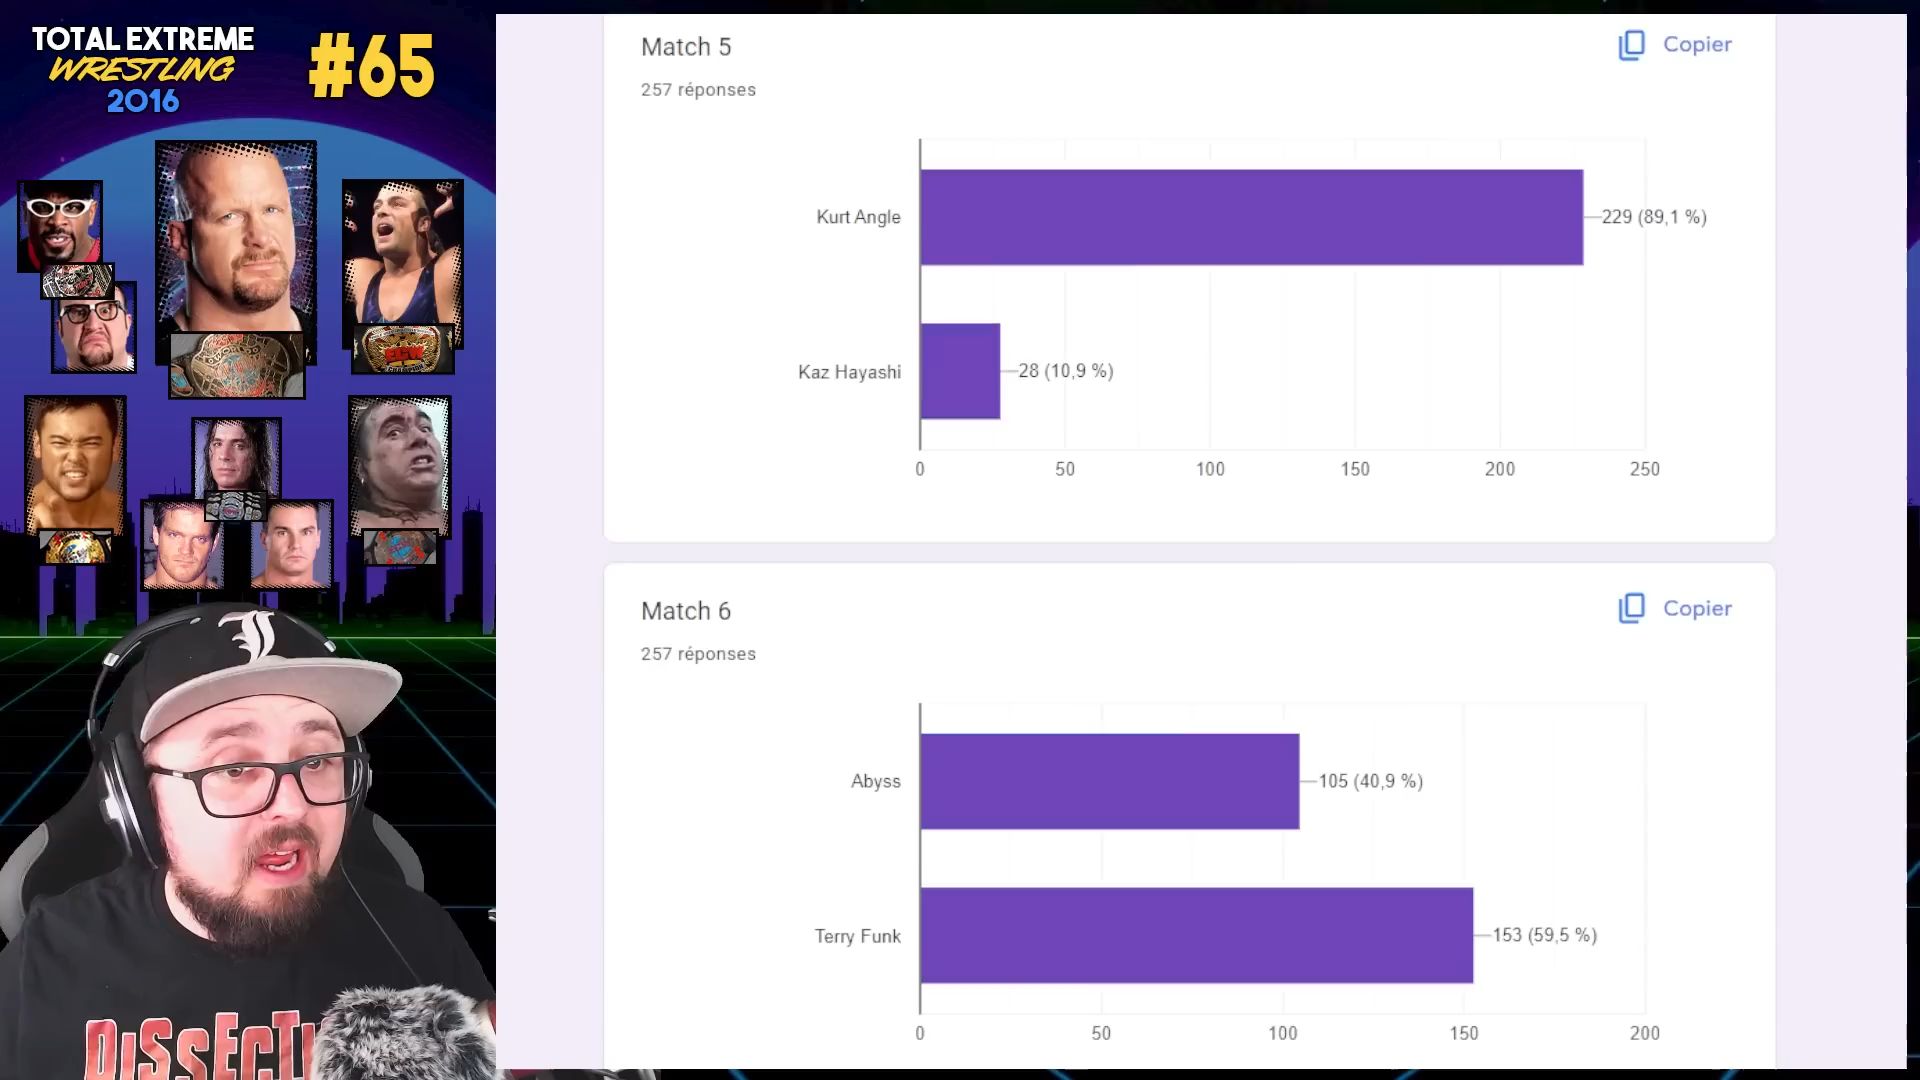 TOTAL EXTREME
WRESTLING
2016
#65
Match 5
Copier
257 réponses
Kurt Angle
229 (89,1 %)
Kaz Hayashi
28 (10,9 %)
0
50
100
150
200
250
Match 6
Copier
257 réponses
Abyss
105 (40,9 %)
Terry Funk
153 (59,5 %)
0
50
100
150
200
ECW
DISSECT